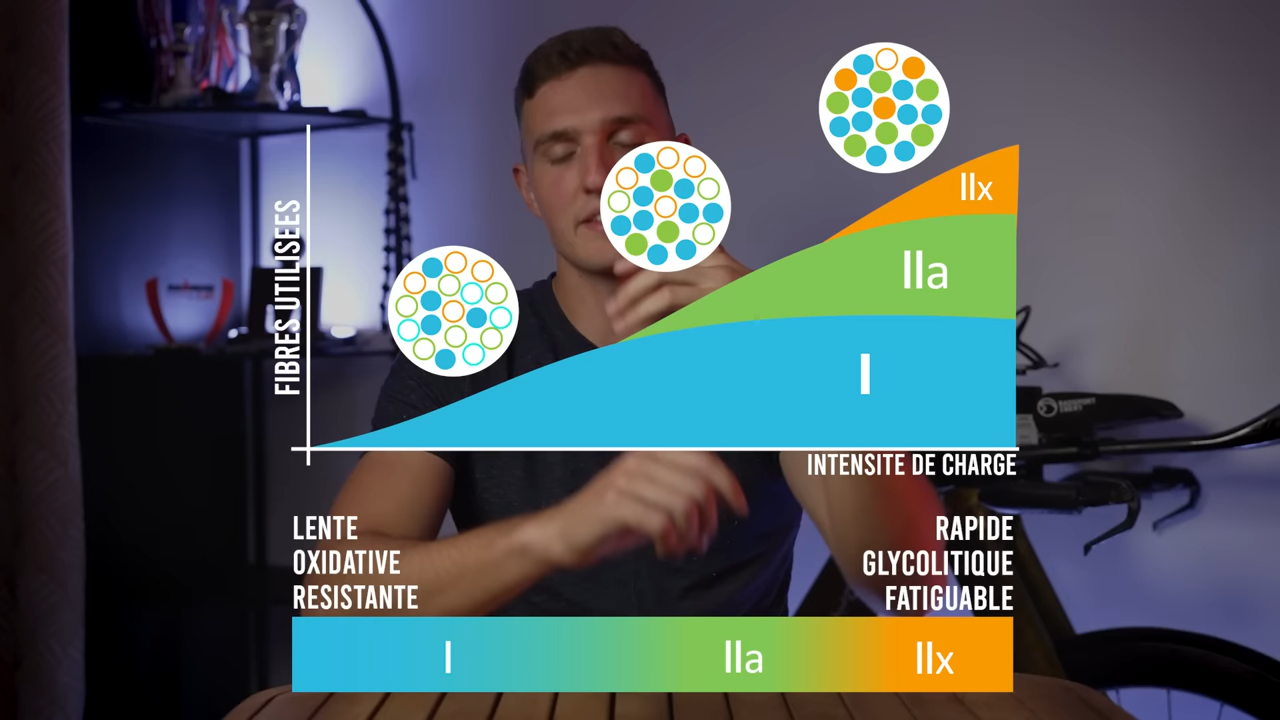 IIx
IIa
I
FIBRES UTILISEES
INTENSITE DE CHARGE
LENTE
OXIDATIVE
RESISTANTE
RAPIDE
GLYCOLITIQUE
FATIGUABLE
I
IIa
IIx